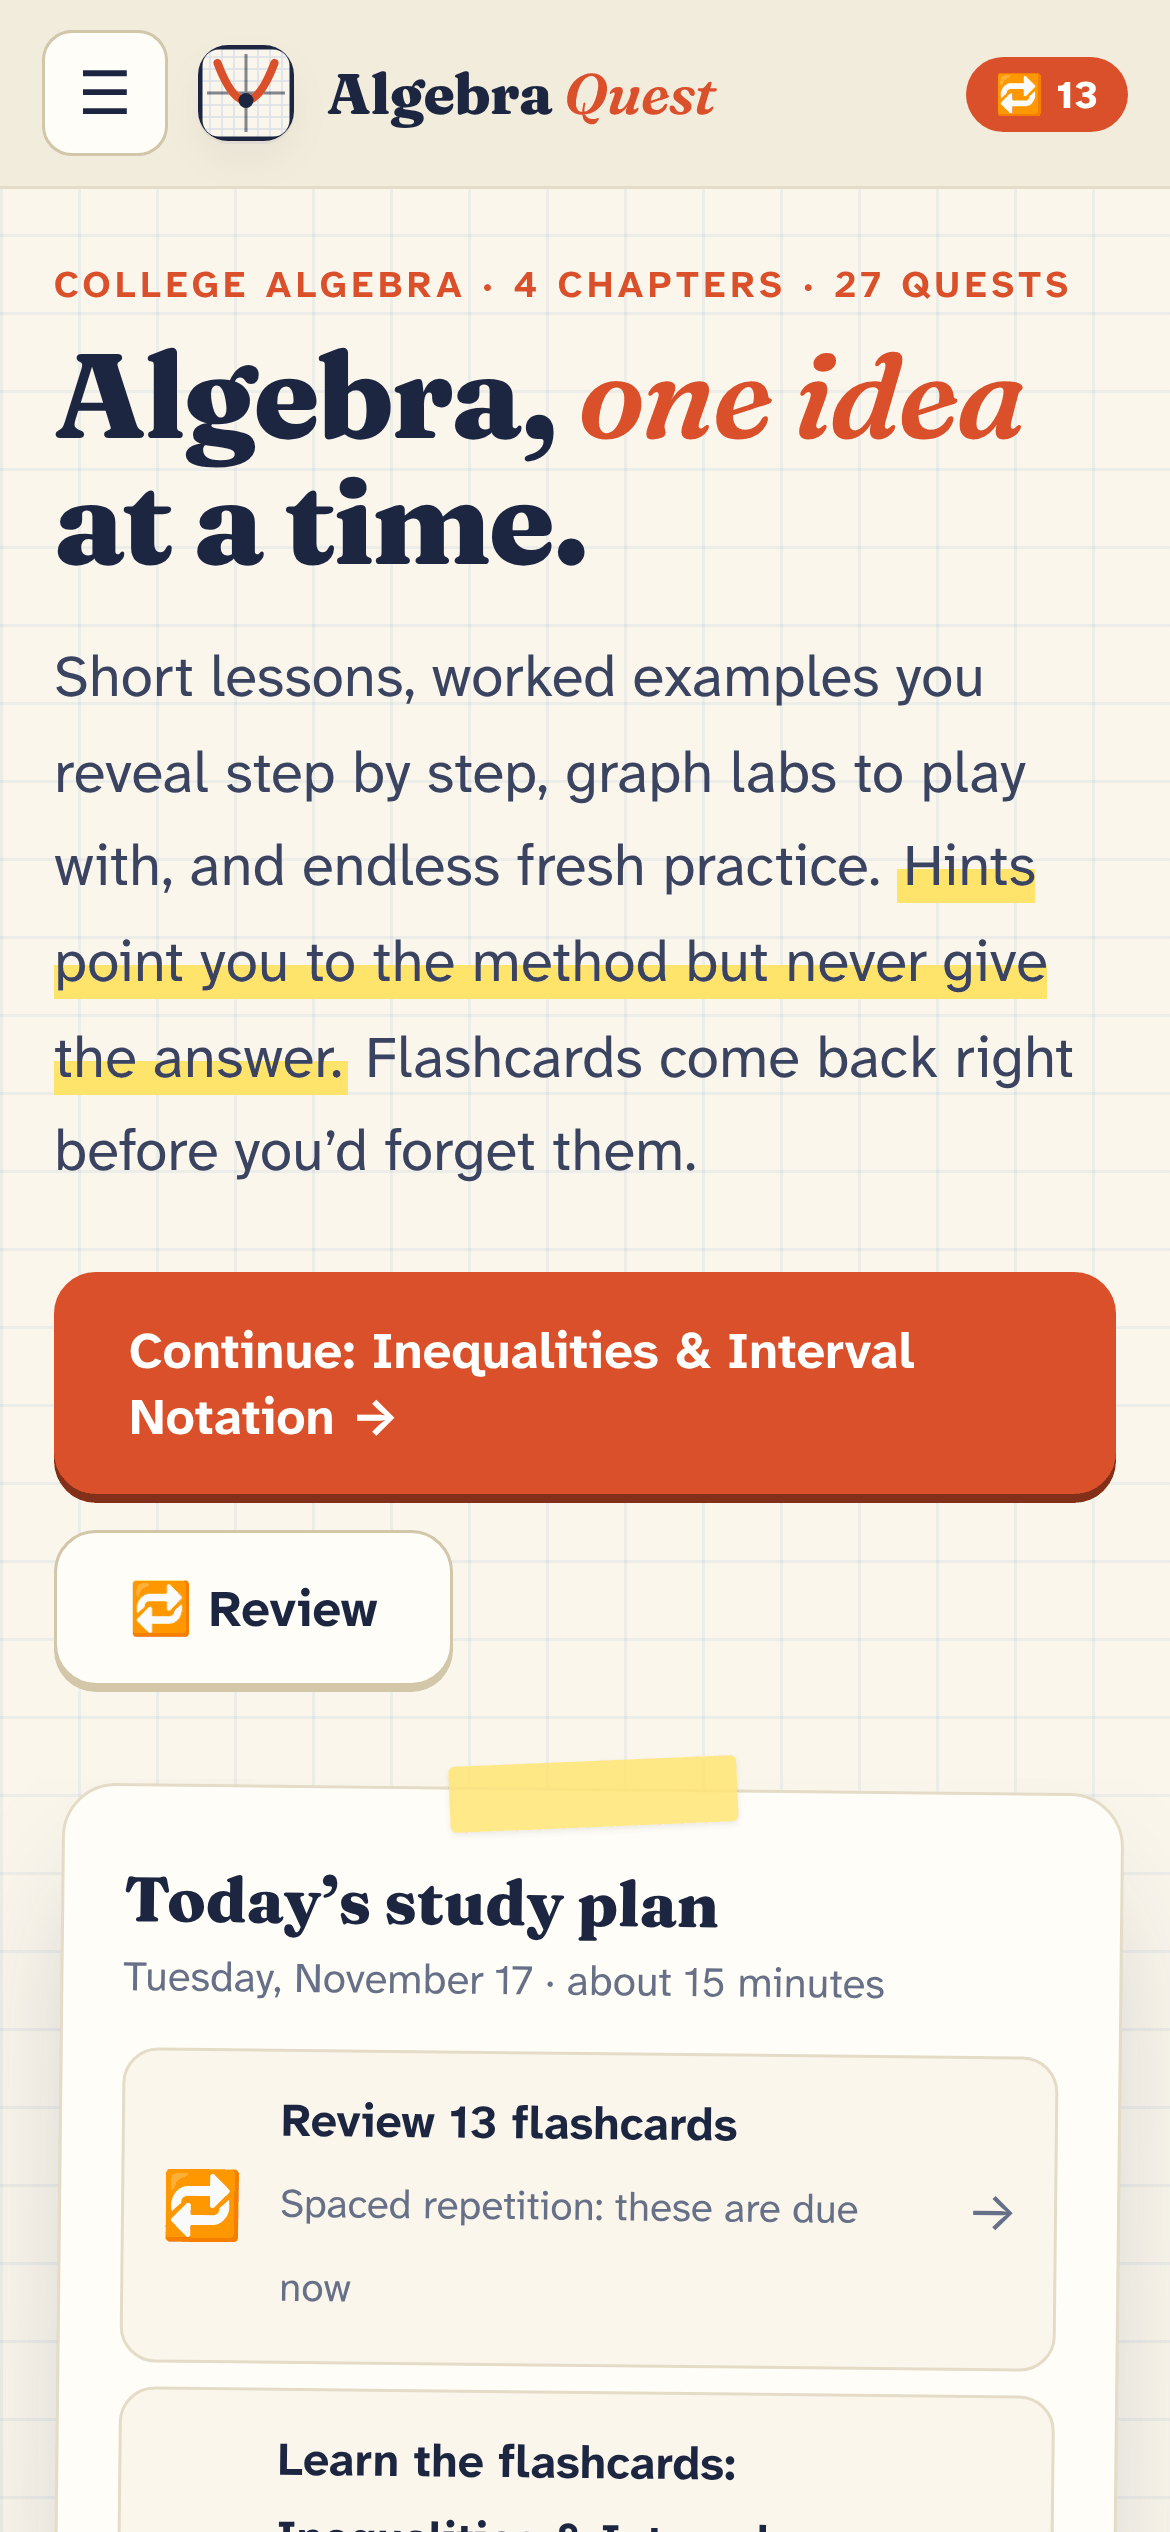 ☰ Algebra Quest 🔁 13
COLLEGE ALGEBRA · 4 CHAPTERS · 27 QUESTS
Algebra, one idea
at a time.
Short lessons, worked examples you
reveal step by step, graph labs to play
with, and endless fresh practice. Hints
point you to the method but never give
the answer. Flashcards come back right
before you’d forget them.
Continue: Inequalities & Interval
Notation →
🔁 Review
Today’s study plan
Tuesday, November 17 · about 15 minutes
Review 13 flashcards
Spaced repetition: these are due
now
→
Learn the flashcards: